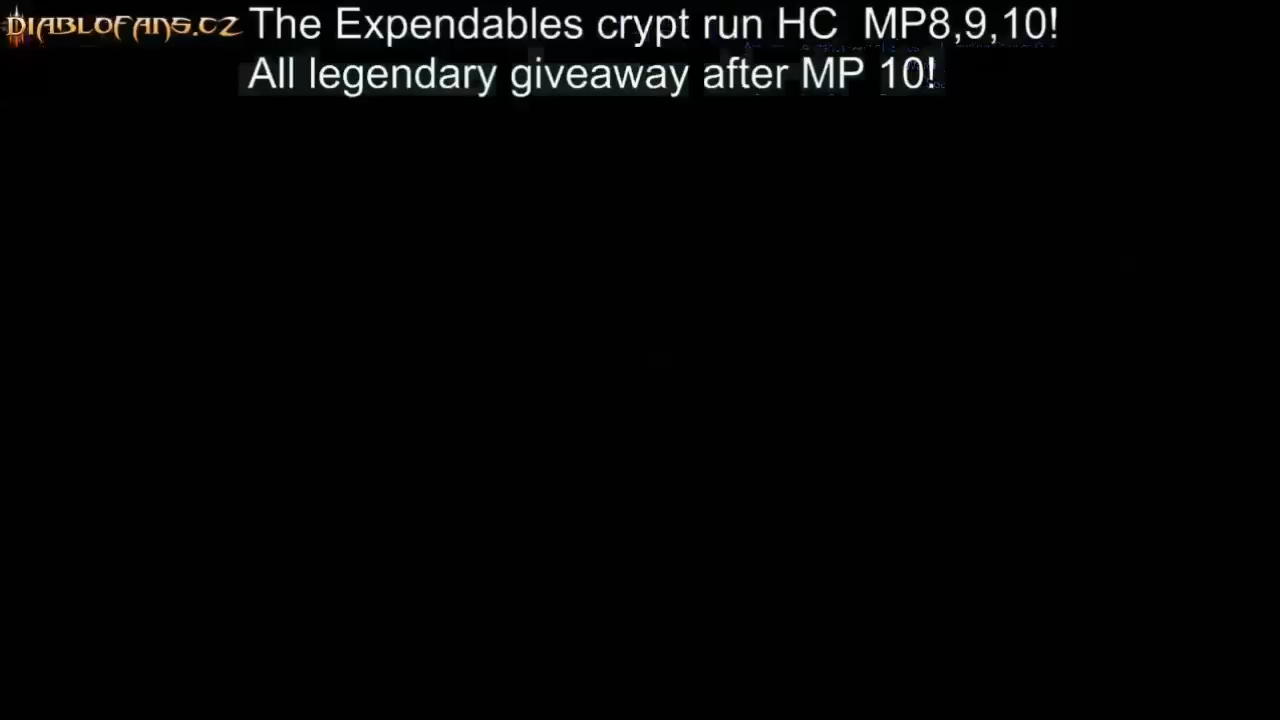 DIABLOFANS.CZ The Expendables crypt run HC MP8,9,10!
All legendary giveaway after MP 10!